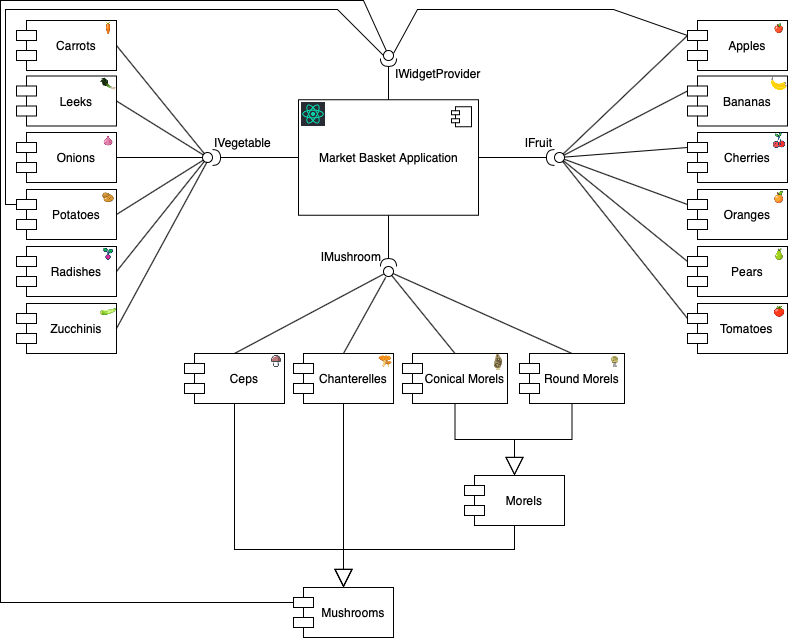 Carrots
Apples
IWidgetProvider
Leeks
Bananas
IVegetable
IFruit
Onions
Market Basket Application
Cherries
Potatoes
Oranges
IMushroom
Radishes
Pears
Zucchinis
Tomatoes
Ceps
Chanterelles
Conical Morels
Round Morels
Morels
Mushrooms